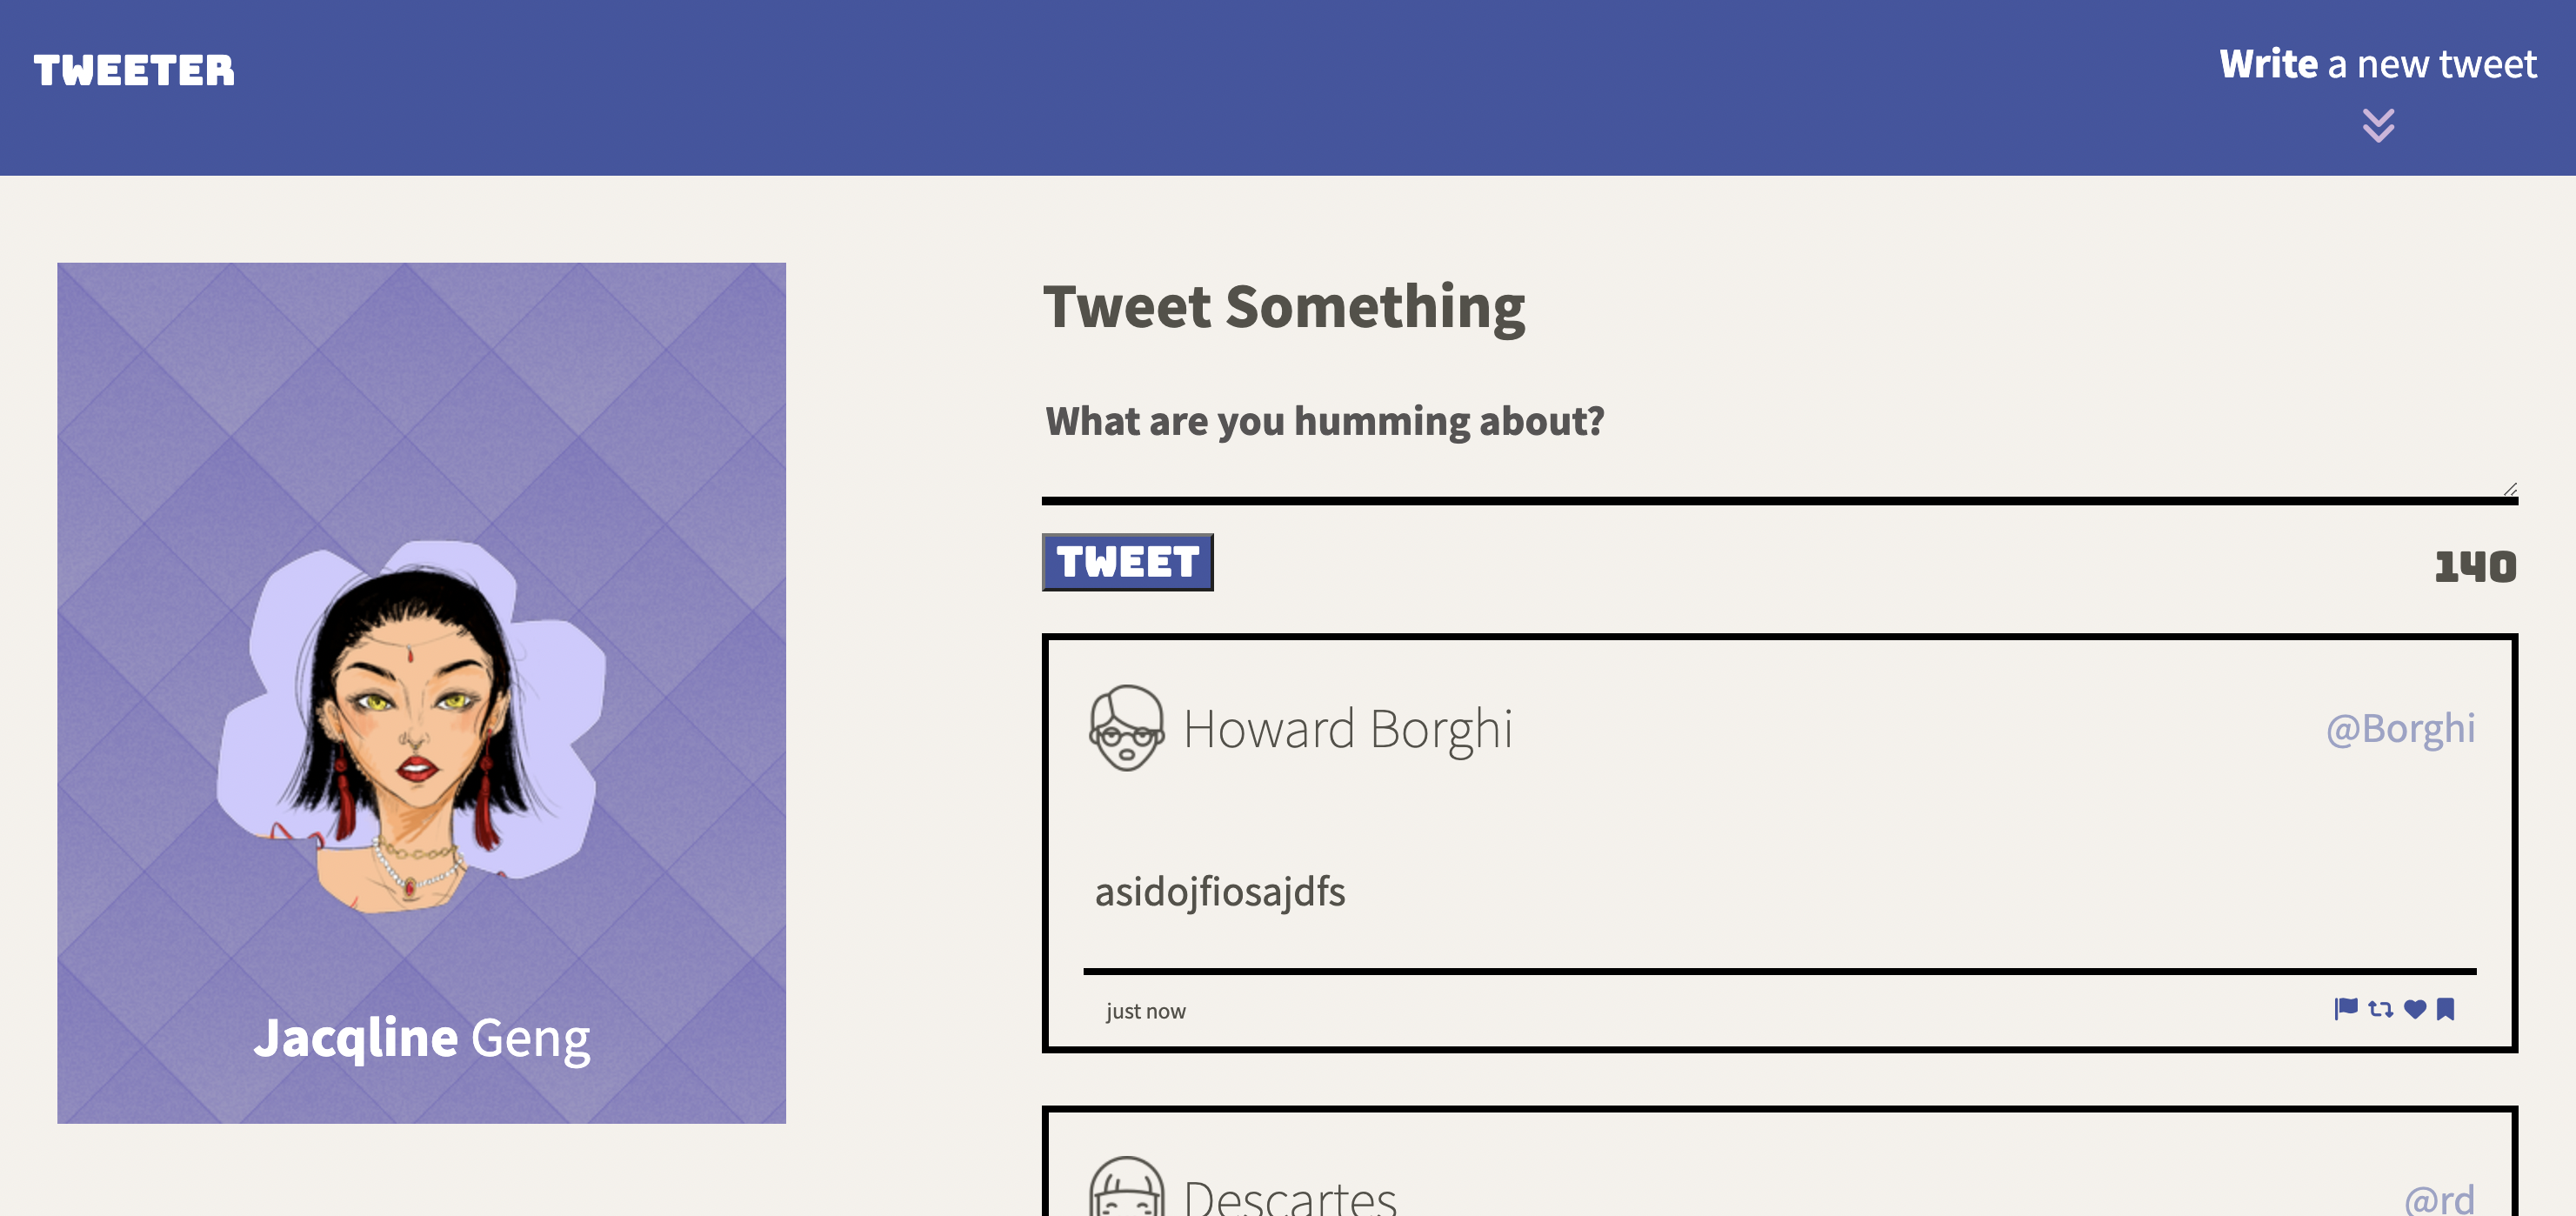 TWEETER
Write a new tweet
Jacqline Geng
Tweet Something
What are you humming about?
TWEET
140
Howard Borghi
@Borghi
asidojfiosajdfs
just now
Descartes
@rd